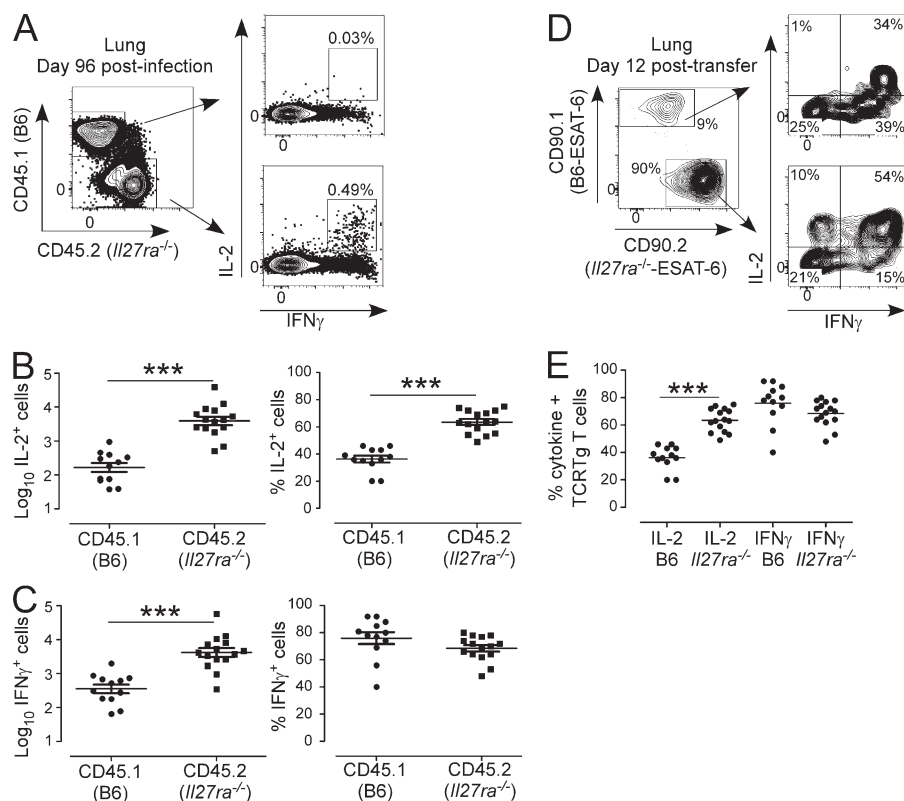 A
Lung
Day 96 post-infection
CD45.1 (B6)
0
0
CD45.2 (Il27ra-/-)
0.03%
0
0
0.49%
0
0
IL-2
IFNγ
D
Lung
Day 12 post-transfer
CD90.1
(B6-ESAT-6)
9%
90%
0
0
CD90.2
(Il27ra-/--ESAT-6)
1%
34%
0
25%
39%
0
10%
54%
0
21%
15%
0
IL-2
IFNγ
B
***
Log10 IL-2+ cells
5
4
3
2
1
CD45.1
(B6)
CD45.2
(Il27ra-/-)
***
% IL-2+ cells
100
80
60
40
20
0
CD45.1
(B6)
CD45.2
(Il27ra-/-)
E
***
% cytokine +
TCRTg T cells
100
80
60
40
20
0
IL-2
B6
IL-2
Il27ra-/-
IFNγ
B6
IFNγ
Il27ra-/-
C
***
Log10 IFNγ+ cells
5
4
3
2
1
CD45.1
(B6)
CD45.2
(Il27ra-/-)
% IFNγ+ cells
100
80
60
40
20
0
CD45.1
(B6)
CD45.2
(Il27ra-/-)